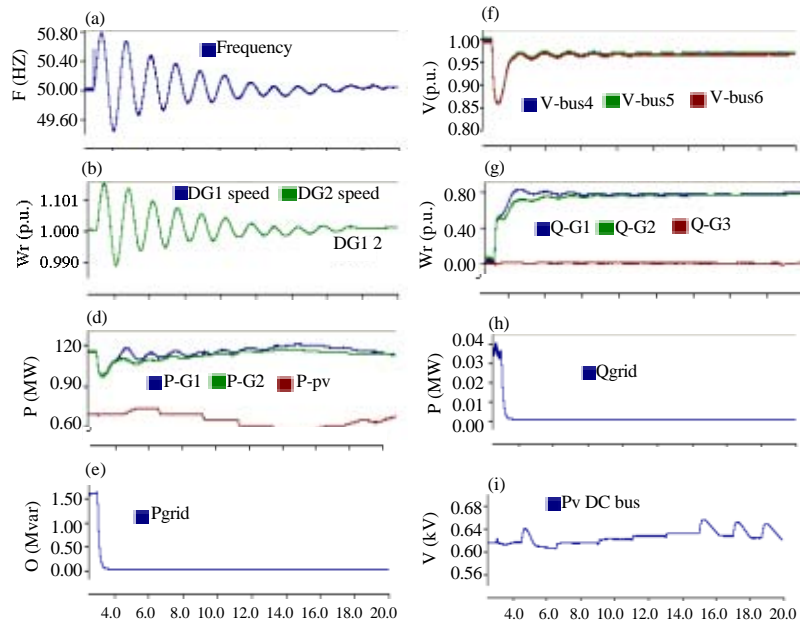 (a)
50.80
50.40
50.00
49.60
F (HZ)
Frequency
(b)
1.101
1.000
0.990
Wr (p.u.)
DG1 speed
DG2 speed
DG1 2
(d)
120
0.90
0.60
P (MW)
P-G1
P-G2
P-pv
(e)
1.50
1.00
0.50
0.00
O (Mvar)
Pgrid
4.0 6.0 8.0 10.0 12.0 14.0 16.0 18.0 20.0
(f)
1.00
0.95
0.90
0.85
0.80
V(p.u.)
V-bus4
V-bus5
V-bus6
(g)
0.80
0.40
0.00
Wr (p.u.)
Q-G1
Q-G2
Q-G3
(h)
0.04
0.03
0.02
0.01
0.00
P (MW)
Qgrid
(i)
0.68
0.64
0.60
0.56
V (kV)
Pv DC bus
4.0 6.0 8.0 10.0 12.0 14.0 16.0 18.0 20.0